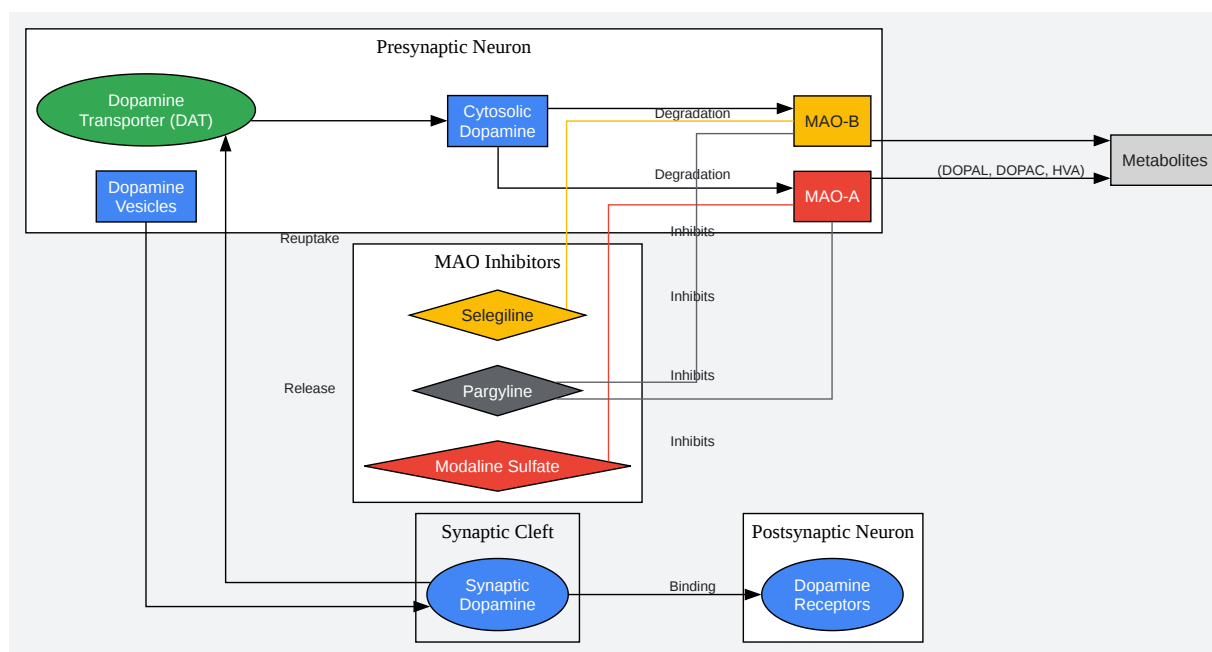 Presynaptic Neuron
Dopamine
Transporter (DAT)
Cytosolic
Dopamine
Degradation
MAO-B
Metabolites
Dopamine
Vesicles
Degradation
MAO-A
(DOPAL, DOPAC, HVA)
Reuptake
Inhibits
MAO Inhibitors
Selegiline
Inhibits
Release
Pargyline
Inhibits
Modaline Sulfate
Inhibits
Synaptic Cleft
Synaptic
Dopamine
Binding
Postsynaptic Neuron
Dopamine
Receptors